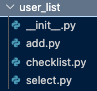 user_list
__init__.py
add.py
checklist.py
select.py